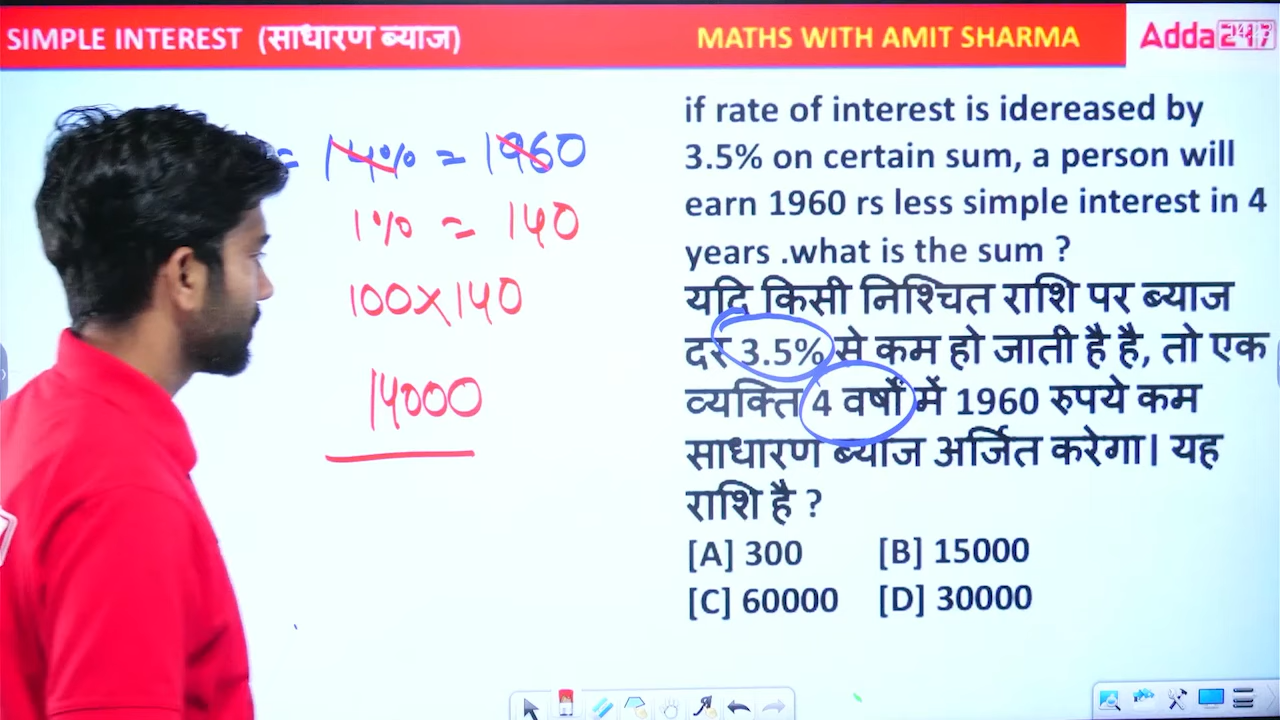 SIMPLE INTEREST (साधारण ब्याज)
MATHS WITH AMIT SHARMA
Adda247
= 14% = 1960
1% = 140
100×140
14000
if rate of interest is idereased by
3.5% on certain sum, a person will
earn 1960 rs less simple interest in 4
years .what is the sum ?
यदि किसी निश्चित राशि पर ब्याज
दर 3.5% से कम हो जाती है है, तो एक
व्यक्ति 4 वर्षों में 1960 रुपये कम
साधारण ब्याज अर्जित करेगा। यह
राशि है ?
[A] 300 [B] 15000
[C] 60000 [D] 30000